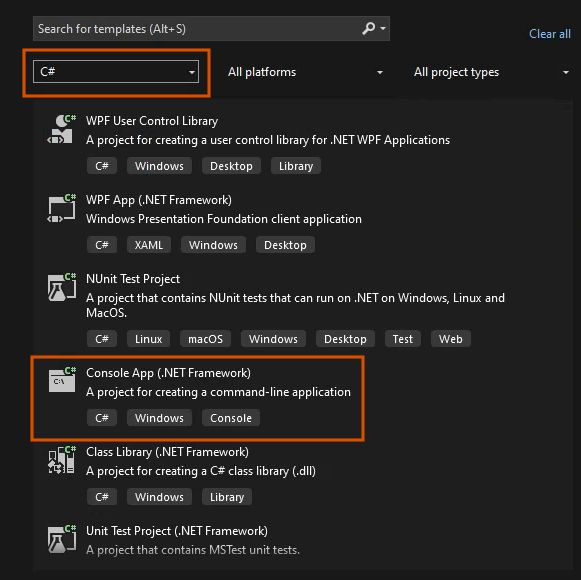 Search for templates (Alt+S)
Clear all
C# All platforms All project types
C#
WPF User Control Library
A project for creating a user control library for .NET WPF Applications
C# Windows Desktop Library
C#
WPF App (.NET Framework)
Windows Presentation Foundation client application
C# XAML Windows Desktop
C#
NUnit Test Project
A project that contains NUnit tests that can run on .NET on Windows, Linux and
MacOS.
C# Linux macOS Windows Desktop Test Web
C#
C:\
Console App (.NET Framework)
A project for creating a command-line application
C# Windows Console
C#
Class Library (.NET Framework)
A project for creating a C# class library (.dll)
C# Windows Library
C#
Unit Test Project (.NET Framework)
A project that contains MSTest unit tests.